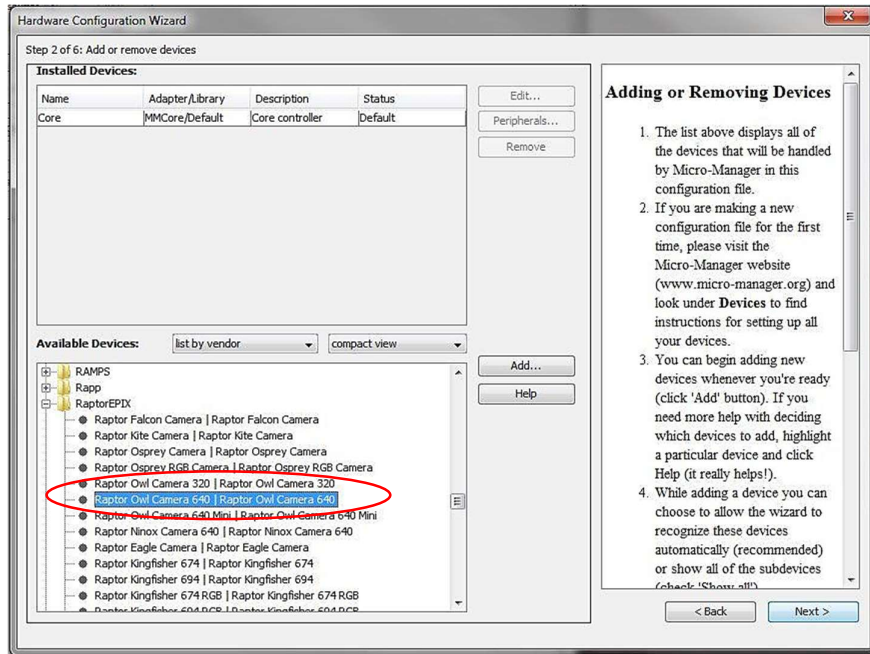 Hardware Configuration Wizard
Step 2 of 6: Add or remove devices
Installed Devices:
Name Adapter/Library Description Status
Core MMCore/Default Core controller Default
Edit...
Peripherals...
Remove
Available Devices: list by vendor compact view
RAMPS
Rapp
RaptorEPIX
Raptor Falcon Camera | Raptor Falcon Camera
Raptor Kite Camera | Raptor Kite Camera
Raptor Osprey Camera | Raptor Osprey Camera
Raptor Osprey RGB Camera | Raptor Osprey RGB Camera
Raptor Owl Camera 320 | Raptor Owl Camera 320
Raptor Owl Camera 640 | Raptor Owl Camera 640
Raptor Owl Camera 640 Mini | Raptor Owl Camera 640 Mini
Raptor Ninox Camera 640 | Raptor Ninox Camera 640
Raptor Eagle Camera | Raptor Eagle Camera
Raptor Kingfisher 674 | Raptor Kingfisher 674
Raptor Kingfisher 694 | Raptor Kingfisher 694
Raptor Kingfisher 674 RGB | Raptor Kingfisher 674 RGB
Raptor Kingfisher 694 RGB | Raptor Kingfisher 694 RGB
Add...
Help
Adding or Removing Devices
1. The list above displays all of
the devices that will be handled
by Micro-Manager in this
configuration file.
2. If you are making a new
configuration file for the first
time, please visit the
Micro-Manager website
(www.micro-manager.org) and
look under Devices to find
instructions for setting up all
your devices.
3. You can begin adding new
devices whenever you're ready
(click 'Add' button). If you
need more help with deciding
which devices to add, highlight
a particular device and click
Help (it really helps!).
4. While adding a device you can
choose to allow the wizard to
recognize these devices
automatically (recommended)
or show all of the subdevices
(check 'Show all')
< Back
Next >